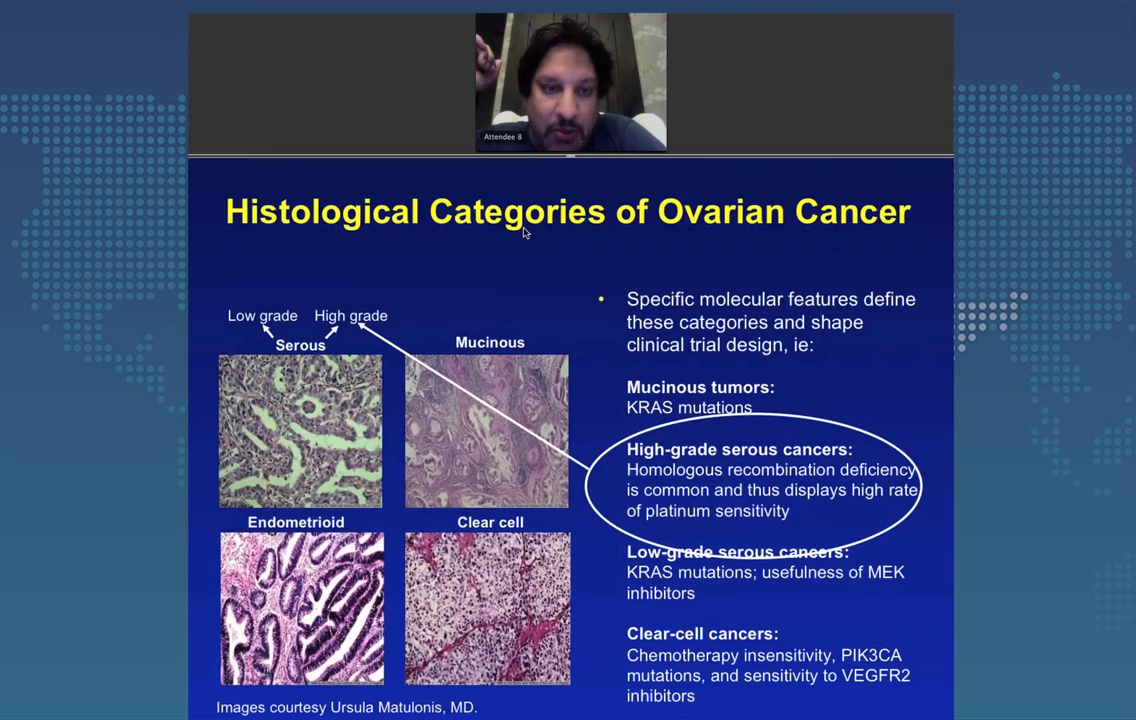 Attendee 8
Histological Categories of Ovarian Cancer
Low grade High grade
Serous
Mucinous
Endometrioid
Clear cell
Images courtesy Ursula Matulonis, MD.
• Specific molecular features define
these categories and shape
clinical trial design, ie:
Mucinous tumors:
KRAS mutations
High-grade serous cancers:
Homologous recombination deficiency
is common and thus displays high rate
of platinum sensitivity
Low-grade serous cancers:
KRAS mutations; usefulness of MEK
inhibitors
Clear-cell cancers:
Chemotherapy insensitivity, PIK3CA
mutations, and sensitivity to VEGFR2
inhibitors